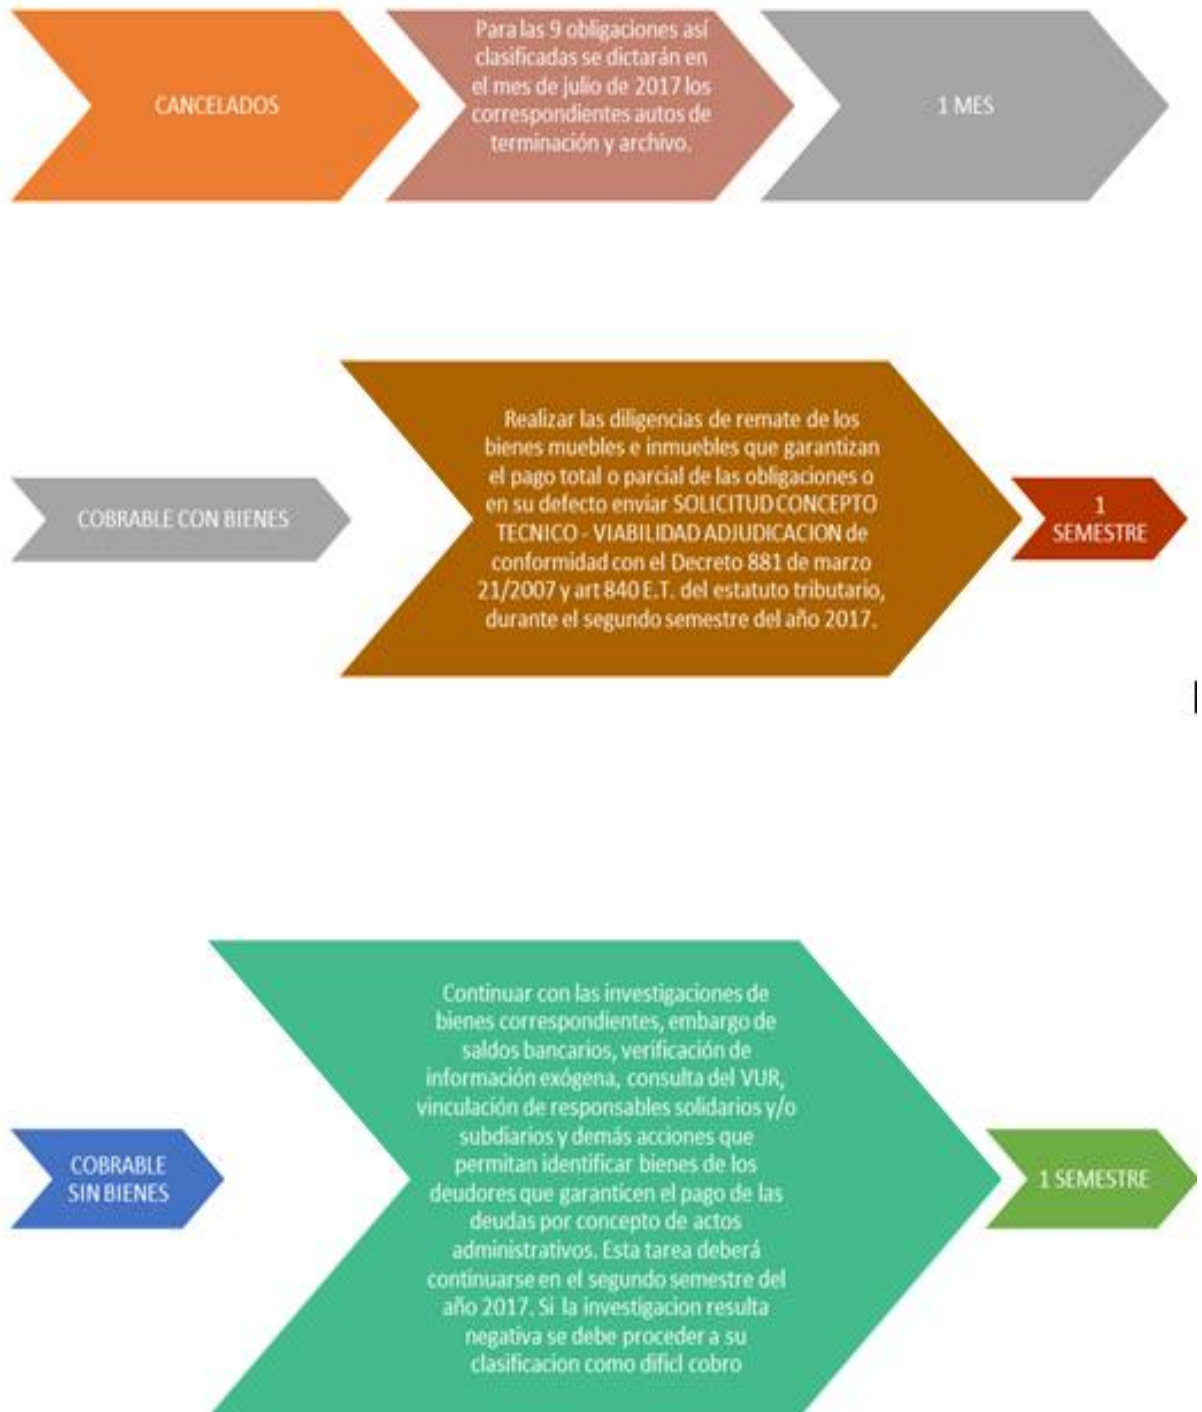 CANCELADOS
Para las 9 obligaciones así
clasificadas se dictarán en
el mes de julio de 2017 los
correspondientes autos de
terminación y archivo.
1 MES
COBRABLE CON BIENES
Realizar las diligencias de remate de los
bienes muebles e inmuebles que garantizan
el pago total o parcial de las obligaciones o
en su defecto enviar SOLICITUD CONCEPTO
TECNICO - VIABILIDAD ADJUDICACION de
conformidad con el Decreto 881 de marzo
21/2007 y art 840 E.T. del estatuto tributario,
durante el segundo semestre del año 2017.
1
SEMESTRE
COBRABLE
SIN BIENES
Continuar con las investigaciones de
bienes correspondientes, embargo de
saldos bancarios, verificación de
información exógena, consulta del VUR,
vinculación de responsables solidarios y/o
subdiarios y demás acciones que
permitan identificar bienes de los
deudores que garanticen el pago de las
deudas por concepto de actos
administrativos. Esta tarea deberá
continuarse en el segundo semestre del
año 2017. Si la investigacion resulta
negativa se debe proceder a su
clasificacion como dificl cobro
1 SEMESTRE